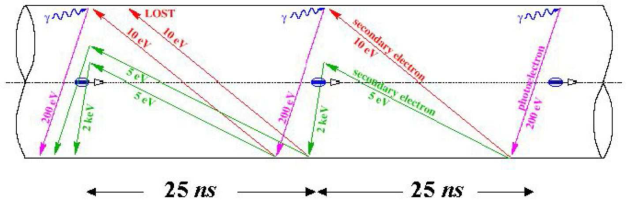 γ
LOST
γ
γ
10 eV
10 eV
secondary electron
10 eV
200 eV
5 eV
5 eV
2 keV
200 eV
2 keV
secondary electron
5 eV
photoelectron
200 eV
25 ns
25 ns